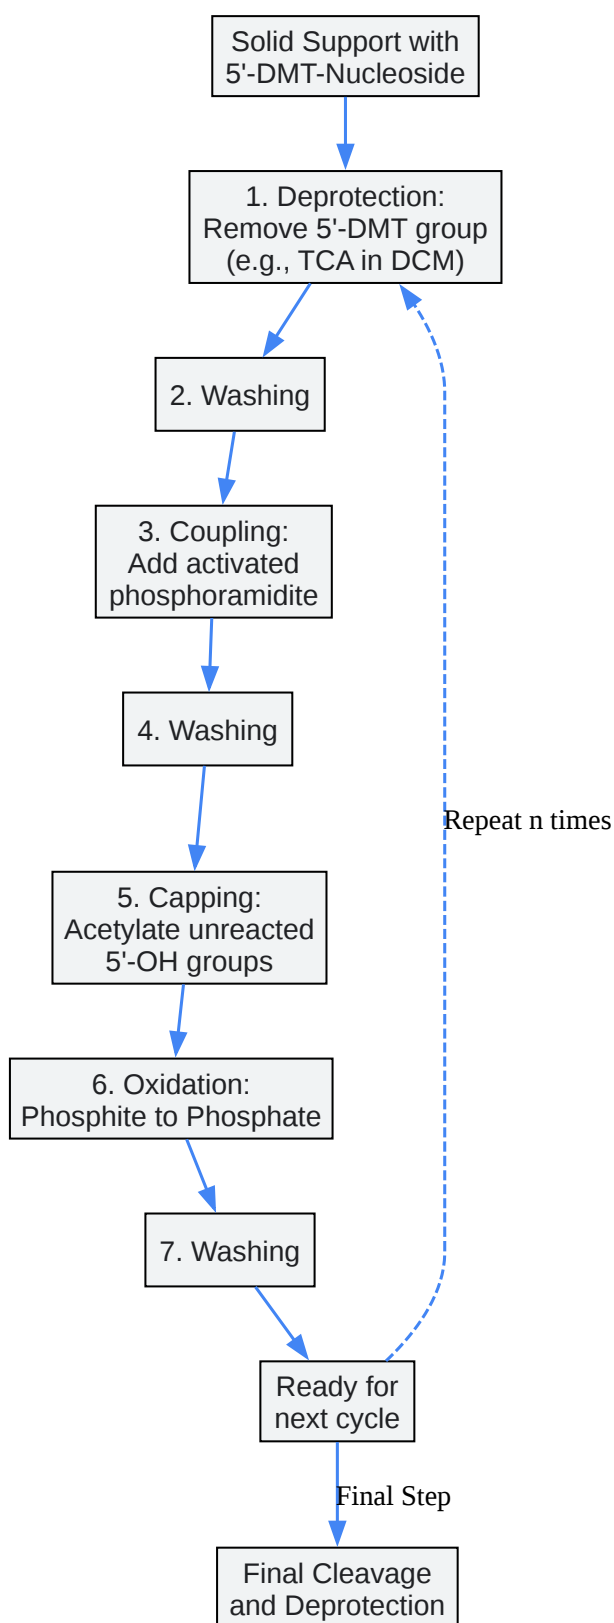 Solid Support with
5'-DMT-Nucleoside
1. Deprotection:
Remove 5'-DMT group
(e.g., TCA in DCM)
2. Washing
3. Coupling:
Add activated
phosphoramidite
4. Washing
Repeat n times
5. Capping:
Acetylate unreacted
5'-OH groups
6. Oxidation:
Phosphite to Phosphate
7. Washing
Ready for
next cycle
Final Step
Final Cleavage
and Deprotection